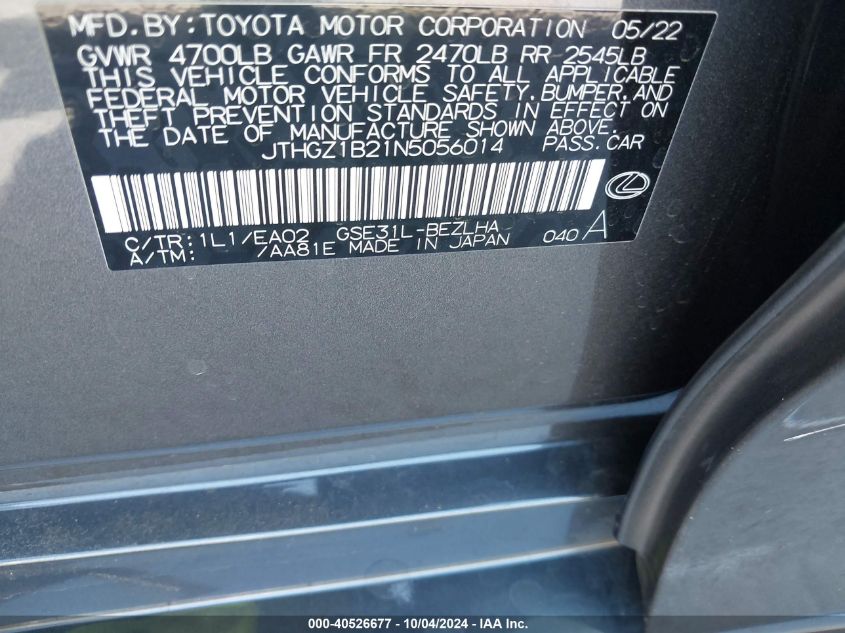 MFD.BY:TOYOTA MOTOR CORPORATION 05/22
GVWR 4700LB GAWR FR 2470LB RR 2545LB
THIS VEHICLE CONFORMS TO ALL APPLICABLE
FEDERAL MOTOR VEHICLE SAFETY,BUMPER,AND
THEFT PREVENTION STANDARDS IN EFFECT ON
THE DATE OF MANUFACTURE SHOWN ABOVE.
JTHGZ1B21N5056014 PASS.CAR
C/TR:1L1/EA02 GSE31L-BEZLHA
A/TM: /AA81E MADE IN JAPAN 040 A
000-40526677 - 10/04/2024 - IAA Inc.